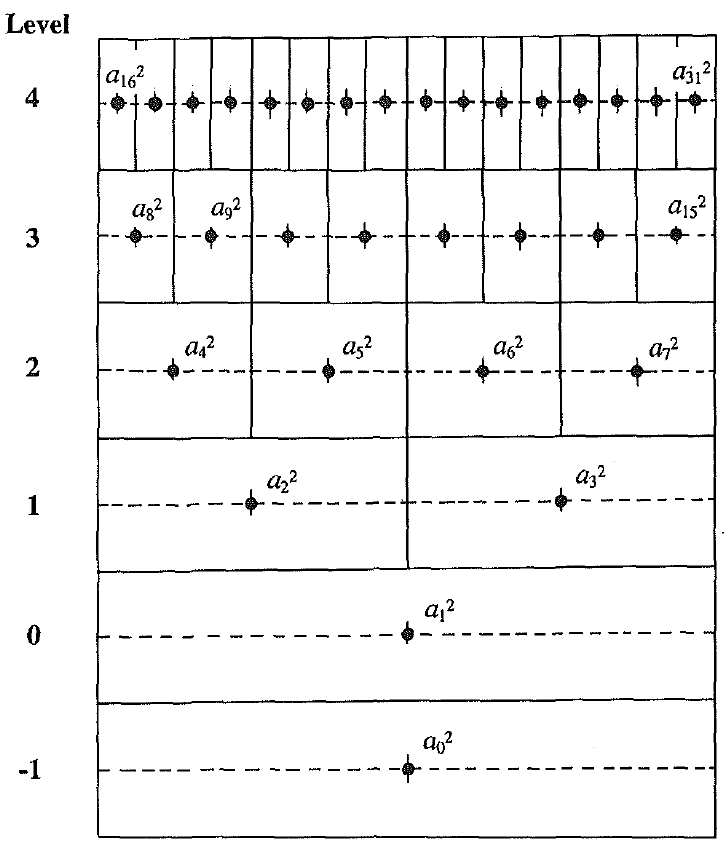 Level
4 a₁₆² a₃₁²
3 a₈² a₉² a₁₅²
2 a₄² a₅² a₆² a₇²
1 a₂² a₃²
0 a₁²
-1 a₀²